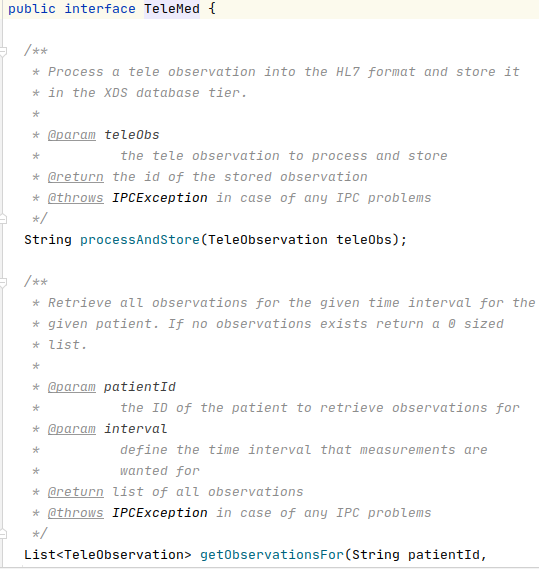 public interface TeleMed {
/**
* Process a tele observation into the HL7 format and store it
* in the XDS database tier.
*
* @param teleObs
* the tele observation to process and store
* @return the id of the stored observation
* @throws IPCException in case of any IPC problems
*/
String processAndStore(TeleObservation teleObs);
/**
* Retrieve all observations for the given time interval for the
* given patient. If no observations exists return a 0 sized
* list.
*
* @param patientId
* the ID of the patient to retrieve observations for
* @param interval
* define the time interval that measurements are
* wanted for
* @return list of all observations
* @throws IPCException in case of any IPC problems
*/
List<TeleObservation> getObservationsFor(String patientId,